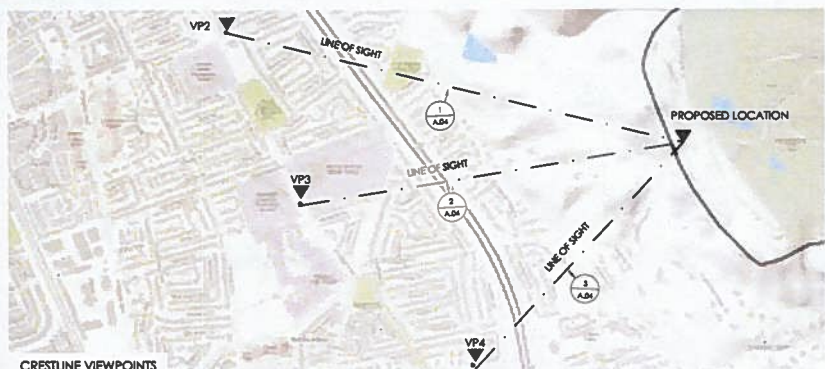 VP2
LINE OF SIGHT
1
A.04
PROPOSED LOCATION
LINE OF SIGHT
VP3
2
A.04
LINE OF SIGHT
3
A.04
VP4
CRESTLINE VIEWPOINTS